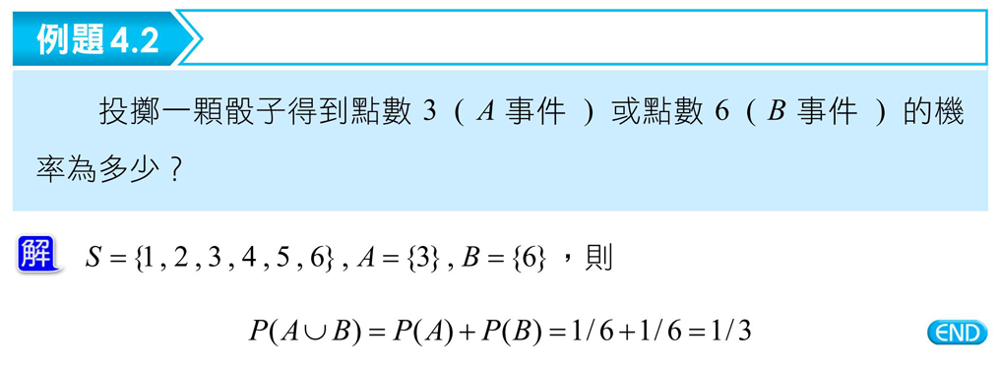 例題 4.2
投擲一顆骰子得到點數 3 ( A 事件 ) 或點數 6 ( B 事件 ) 的機
率為多少？
解 S = {1 , 2 , 3 , 4 , 5 , 6} , A = {3} , B = {6} ，則
P(A∪B) = P(A) + P(B) = 1/6+1/6 = 1/3 END